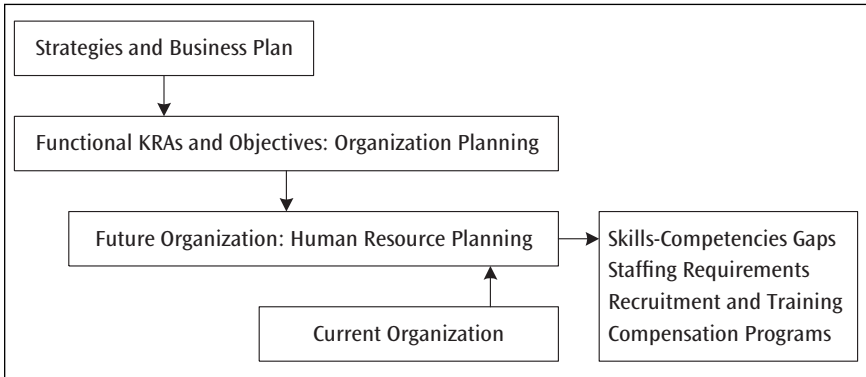 Strategies and Business Plan
Functional KRAs and Objectives: Organization Planning
Future Organization: Human Resource Planning
Skills-Competencies Gaps
Staffing Requirements
Recruitment and Training
Compensation Programs
Current Organization